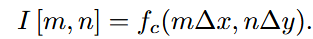 I [m, n] = f_c(mΔx, nΔy).